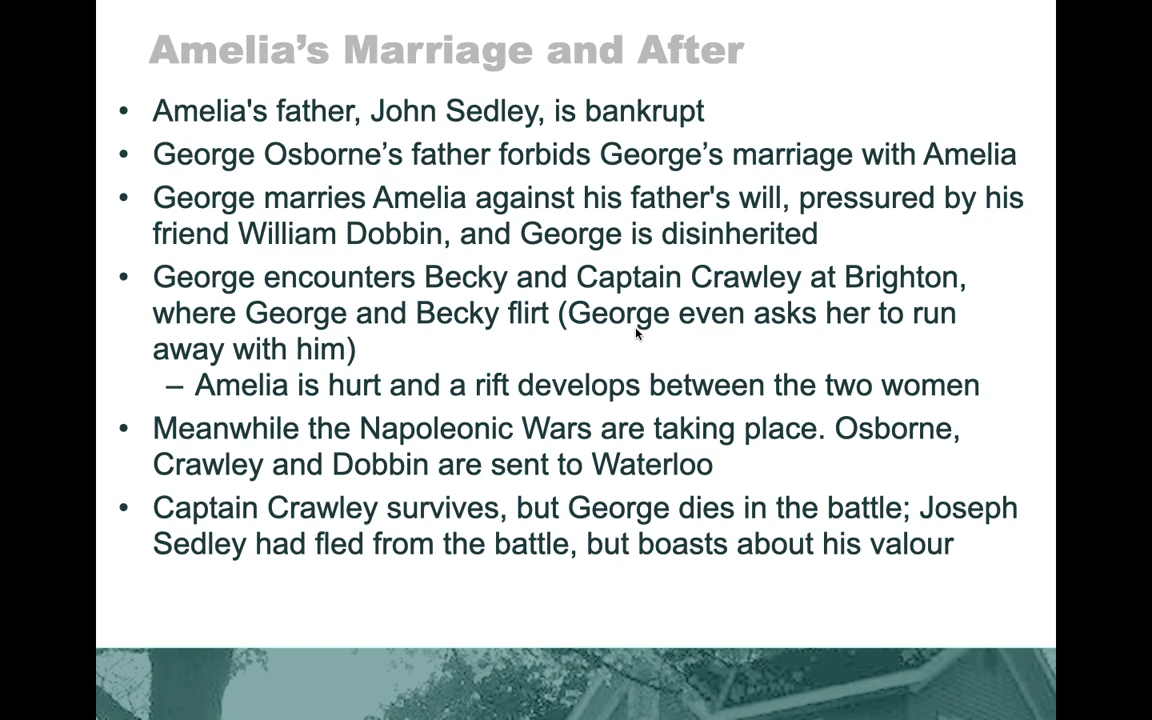 Amelia’s Marriage and After
• Amelia's father, John Sedley, is bankrupt
• George Osborne’s father forbids George’s marriage with Amelia
• George marries Amelia against his father's will, pressured by his
friend William Dobbin, and George is disinherited
• George encounters Becky and Captain Crawley at Brighton,
where George and Becky flirt (George even asks her to run
away with him)
– Amelia is hurt and a rift develops between the two women
• Meanwhile the Napoleonic Wars are taking place. Osborne,
Crawley and Dobbin are sent to Waterloo
• Captain Crawley survives, but George dies in the battle; Joseph
Sedley had fled from the battle, but boasts about his valour